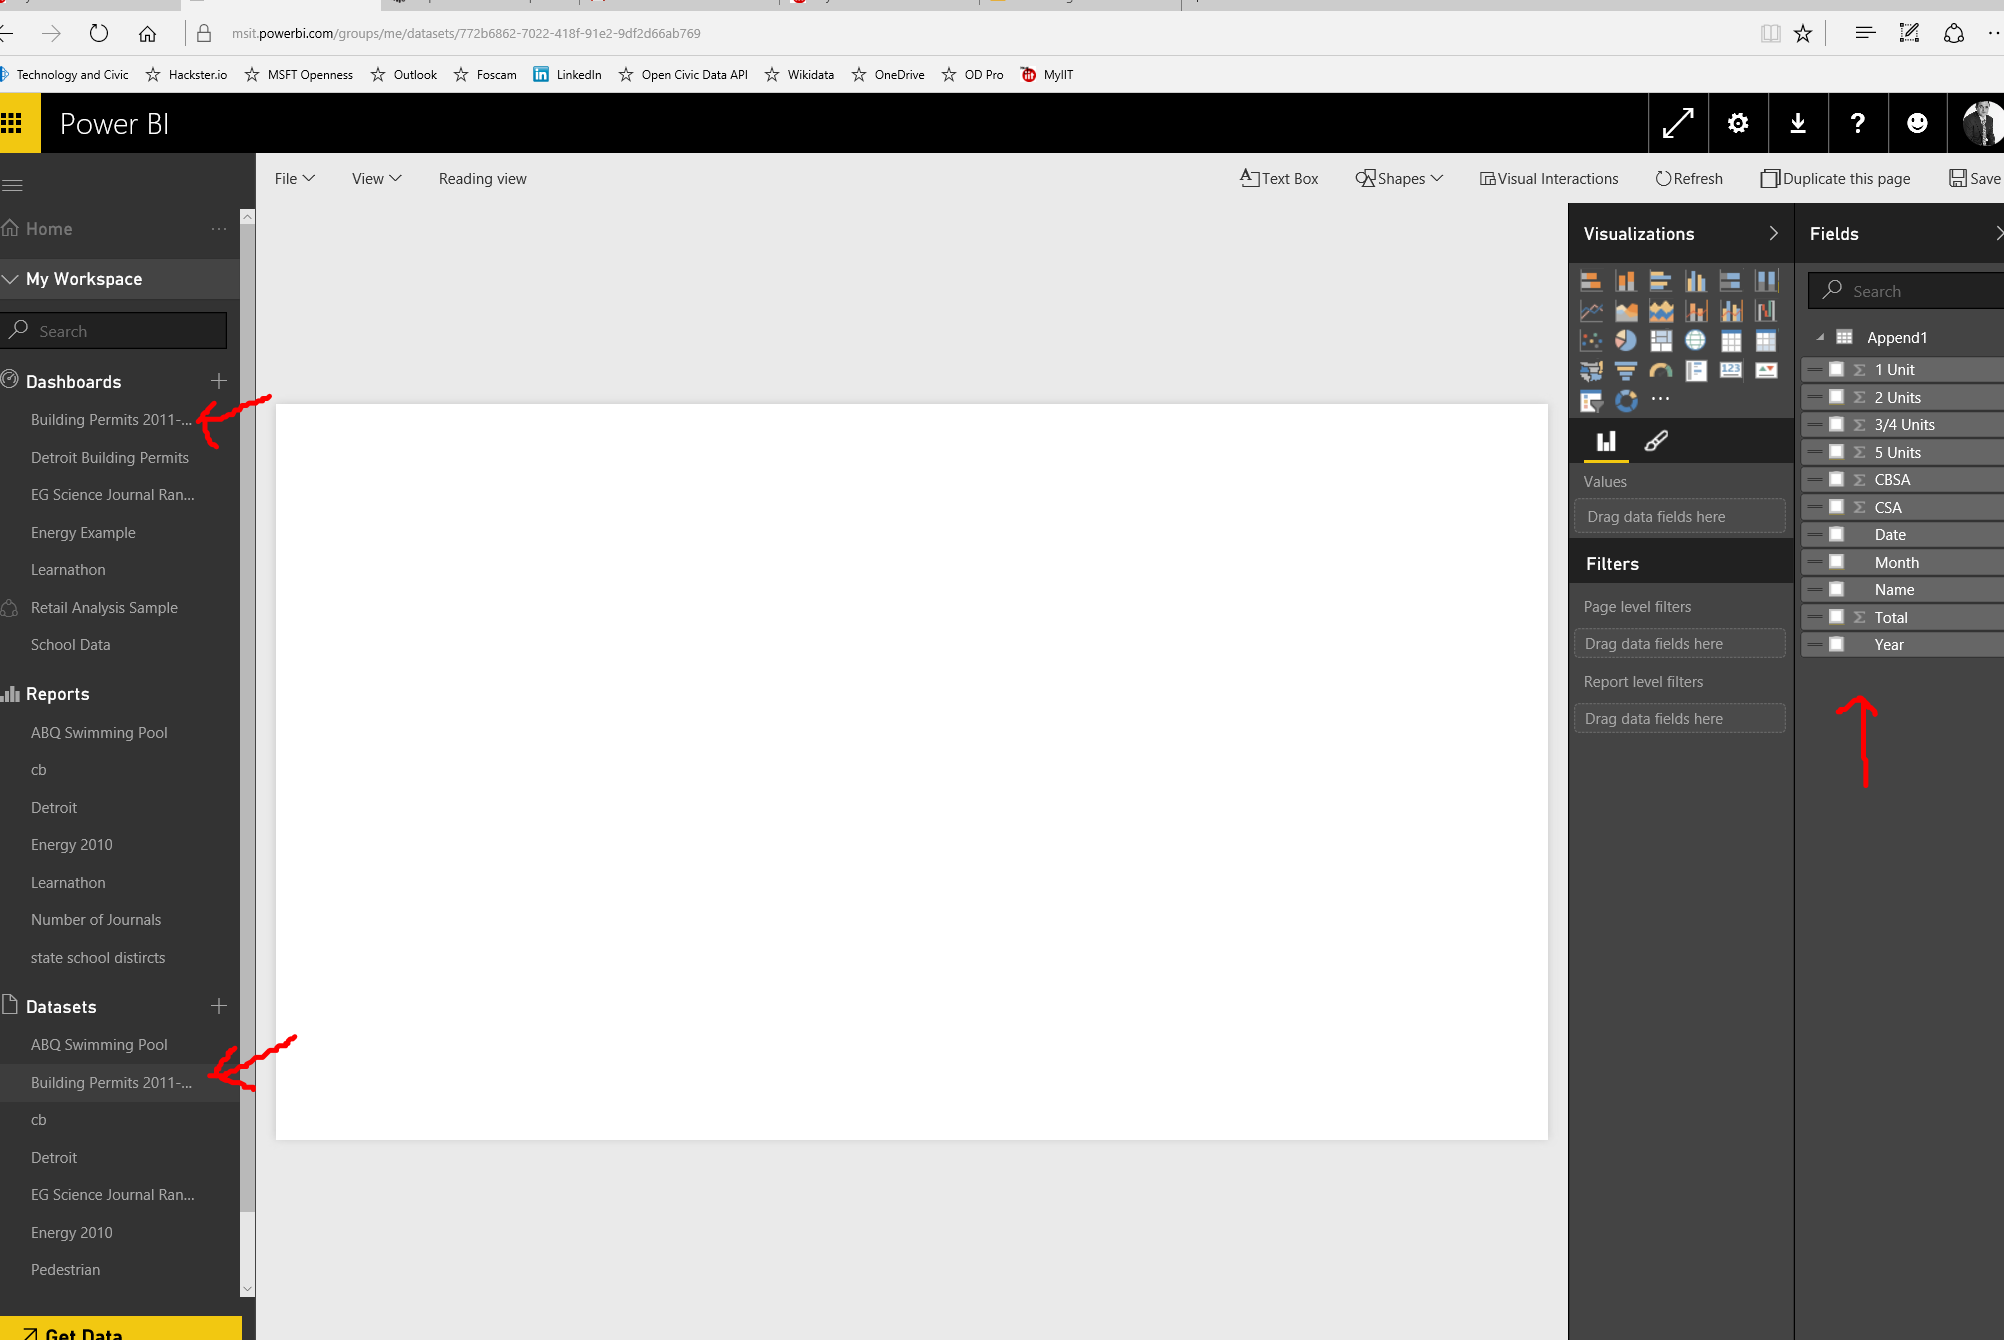 msit.powerbi.com/groups/me/datasets/772b6862-7022-418f-91e2-9df2d66ab769
Technology and Civic Hackster.io MSFT Openness Outlook Foscam LinkedIn Open Civic Data API Wikidata OneDrive OD Pro MyIIT
Power BI
File View Reading view Text Box Shapes Visual Interactions Refresh Duplicate this page Save
Home
My Workspace
Search
Dashboards
Building Permits 2011-...
Detroit Building Permits
EG Science Journal Ran...
Energy Example
Learnathon
Retail Analysis Sample
School Data
Reports
ABQ Swimming Pool
cb
Detroit
Energy 2010
Learnathon
Number of Journals
state school distircts
Datasets
ABQ Swimming Pool
Building Permits 2011-...
cb
Detroit
EG Science Journal Ran...
Energy 2010
Pedestrian
Get Data
Visualizations
123
Values
Drag data fields here
Filters
Page level filters
Drag data fields here
Report level filters
Drag data fields here
Fields
Search
Append1
Σ 1 Unit
Σ 2 Units
Σ 3/4 Units
Σ 5 Units
Σ CBSA
Σ CSA
Date
Month
Name
Σ Total
Year